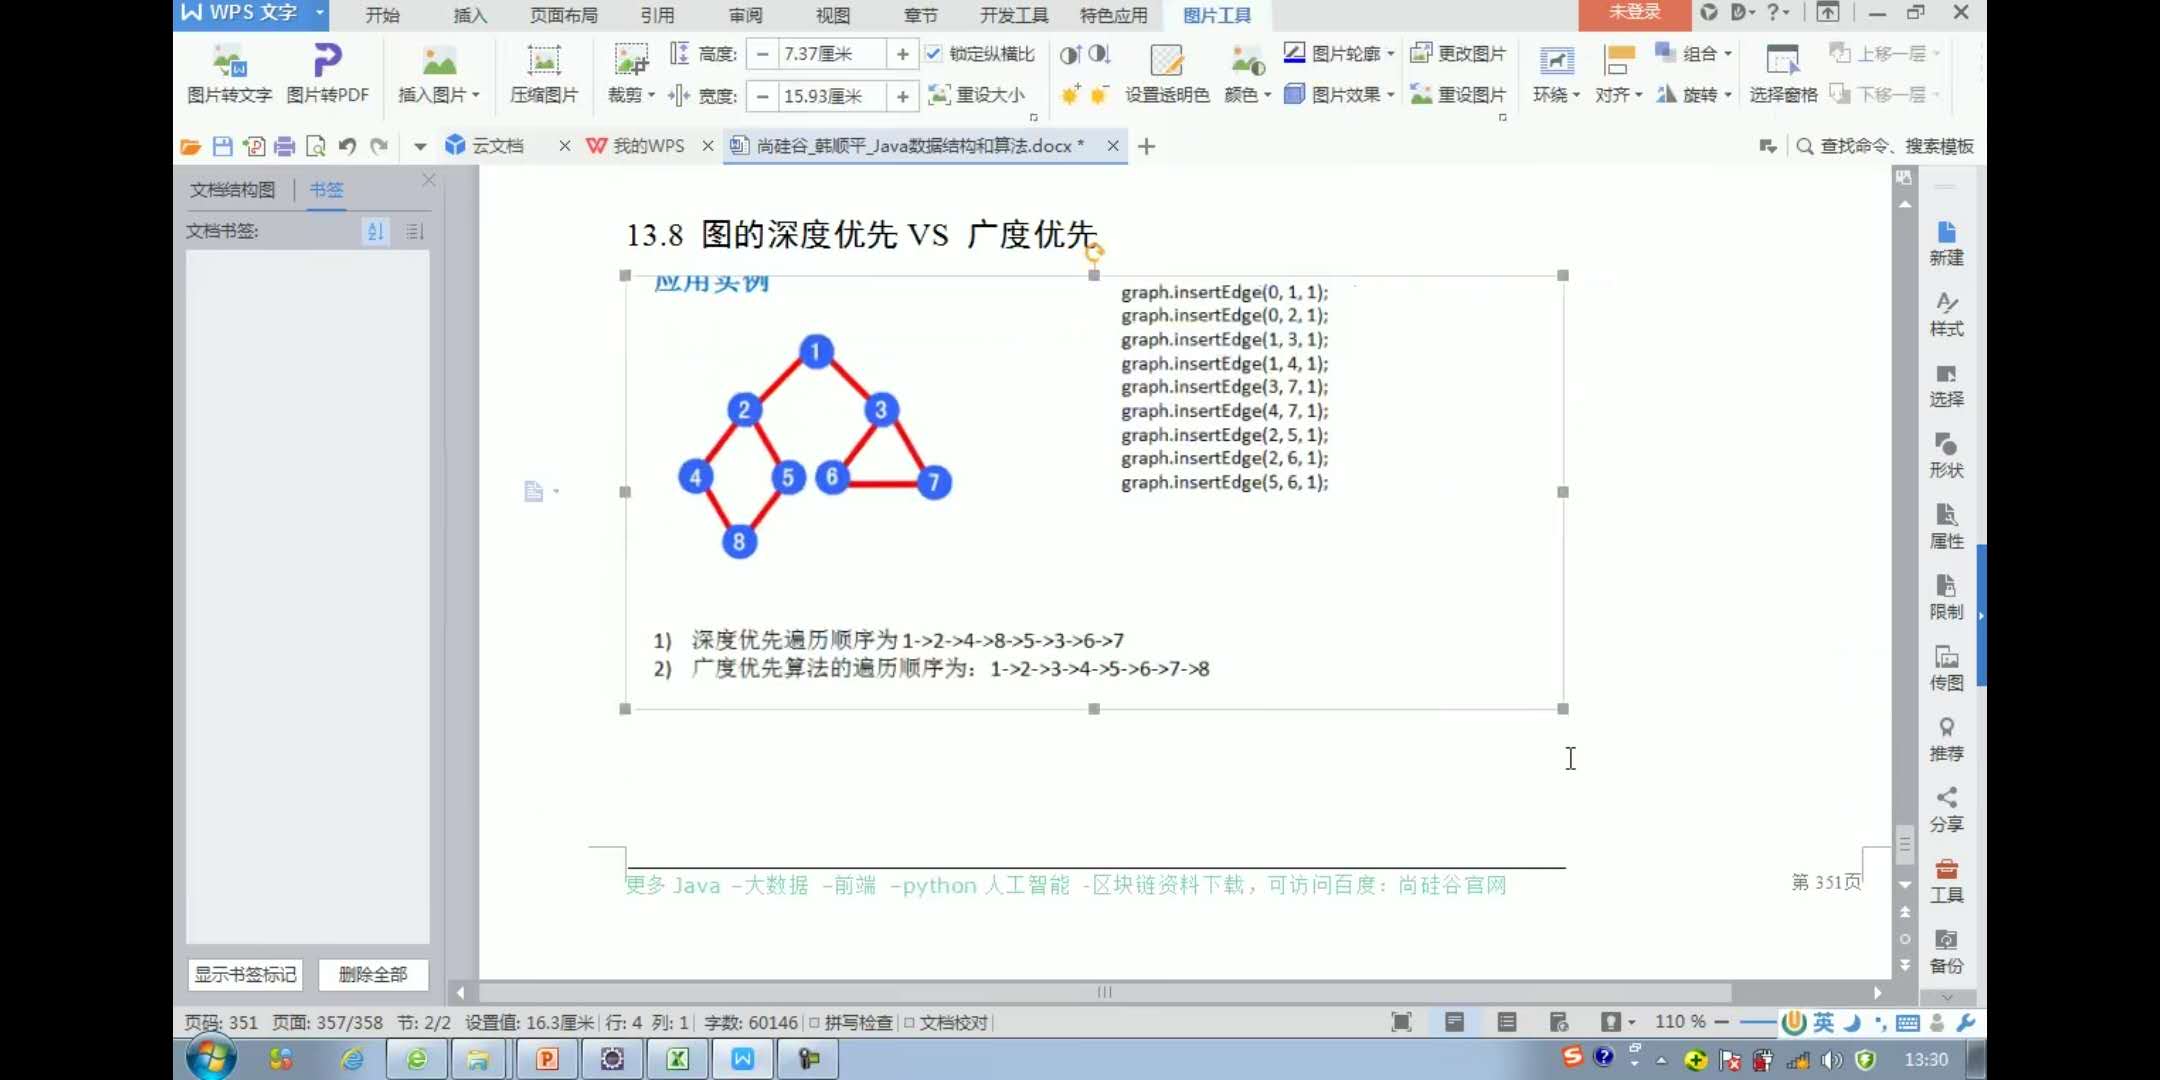 WPS 文字
开始 插入 页面布局 引用 审阅 视图 章节 开发工具 特色应用 图片工具
未登录
高度: 7.37厘米 锁定纵横比
图片轮廓 更改图片 组合 上移一层
图片转文字 图片转PDF 插入图片 压缩图片 裁剪 宽度: 15.93厘米 重设大小 设置透明色 颜色 图片效果 重设图片 环绕 对齐 旋转 选择窗格 下移一层
云文档 我的WPS 尚硅谷_韩顺平_Java数据结构和算法.docx * 查找命令、搜素模板
文档结构图 书签
文档书签:
13.8 图的深度优先 VS 广度优先
应用实例
graph.insertEdge(0, 1, 1);
graph.insertEdge(0, 2, 1);
graph.insertEdge(1, 3, 1);
graph.insertEdge(1, 4, 1);
graph.insertEdge(3, 7, 1);
graph.insertEdge(4, 7, 1);
graph.insertEdge(2, 5, 1);
graph.insertEdge(2, 6, 1);
graph.insertEdge(5, 6, 1);
1
2 3
4 5 6 7
8
1) 深度优先遍历顺序为 1->2->4->8->5->3->6->7
2) 广度优先算法的遍历顺序为：1->2->3->4->5->6->7->8
更多 Java –大数据 –前端 –python 人工智能 -区块链资料下载，可访问百度：尚硅谷官网
第 351页
新建
样式
选择
形状
属性
限制
传图
推荐
分享
工具
备份
显示书签标记 删除全部
页码: 351 页面: 357/358 节: 2/2 设置值: 16.3厘米 行: 4 列: 1 字数: 60146 拼写检查 文档校对
110 %
英
13:30